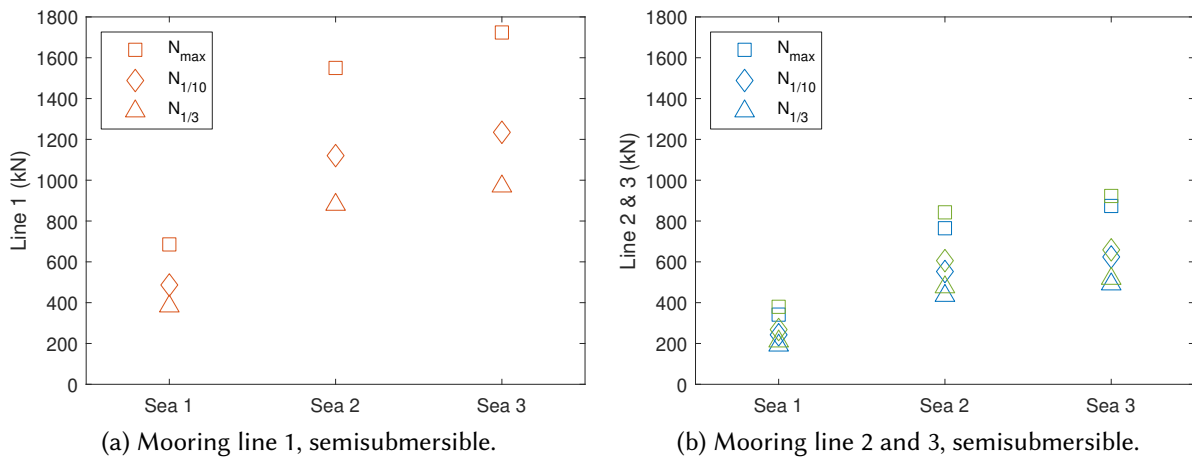 1800
1600
1400
1200
1000
800
600
400
200
0
Line 1 (kN)
N_max
N_1/10
N_1/3
Sea 1 Sea 2 Sea 3
(a) Mooring line 1, semisubmersible.
1800
1600
1400
1200
1000
800
600
400
200
0
Line 2 & 3 (kN)
N_max
N_1/10
N_1/3
Sea 1 Sea 2 Sea 3
(b) Mooring line 2 and 3, semisubmersible.